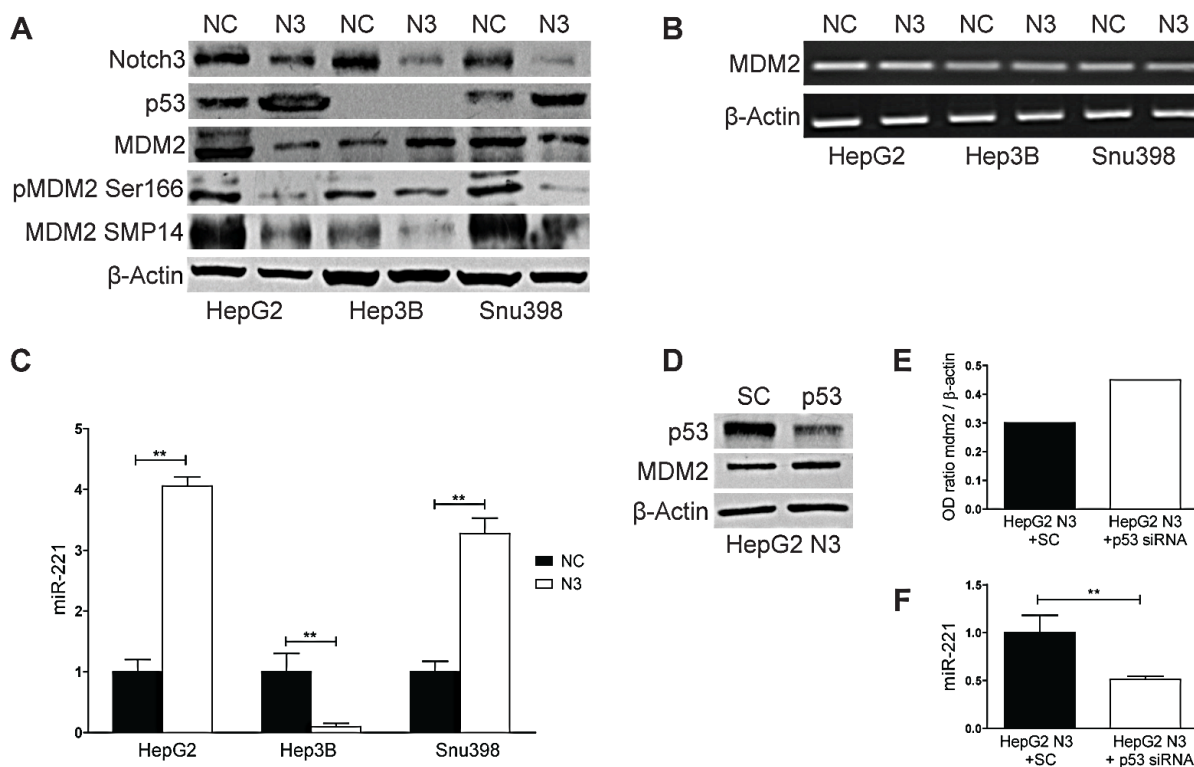 A
NC N3 NC N3 NC N3
Notch3
p53
MDM2
pMDM2 Ser166
MDM2 SMP14
β-Actin
HepG2 Hep3B Snu398
B
NC N3 NC N3 NC N3
MDM2
β-Actin
HepG2 Hep3B Snu398
C
miR-221
5
4
3
2
1
0
**
**
**
NC
N3
HepG2 Hep3B Snu398
D
SC p53
p53
MDM2
β-Actin
HepG2 N3
E
OD ratio mdm2 / β-actin
0.5
0.4
0.3
0.2
0.1
0.0
HepG2 N3
+SC
HepG2 N3
+p53 siRNA
F
miR-221
1.5
1.0
0.5
0.0
**
HepG2 N3
+SC
HepG2 N3
+ p53 siRNA